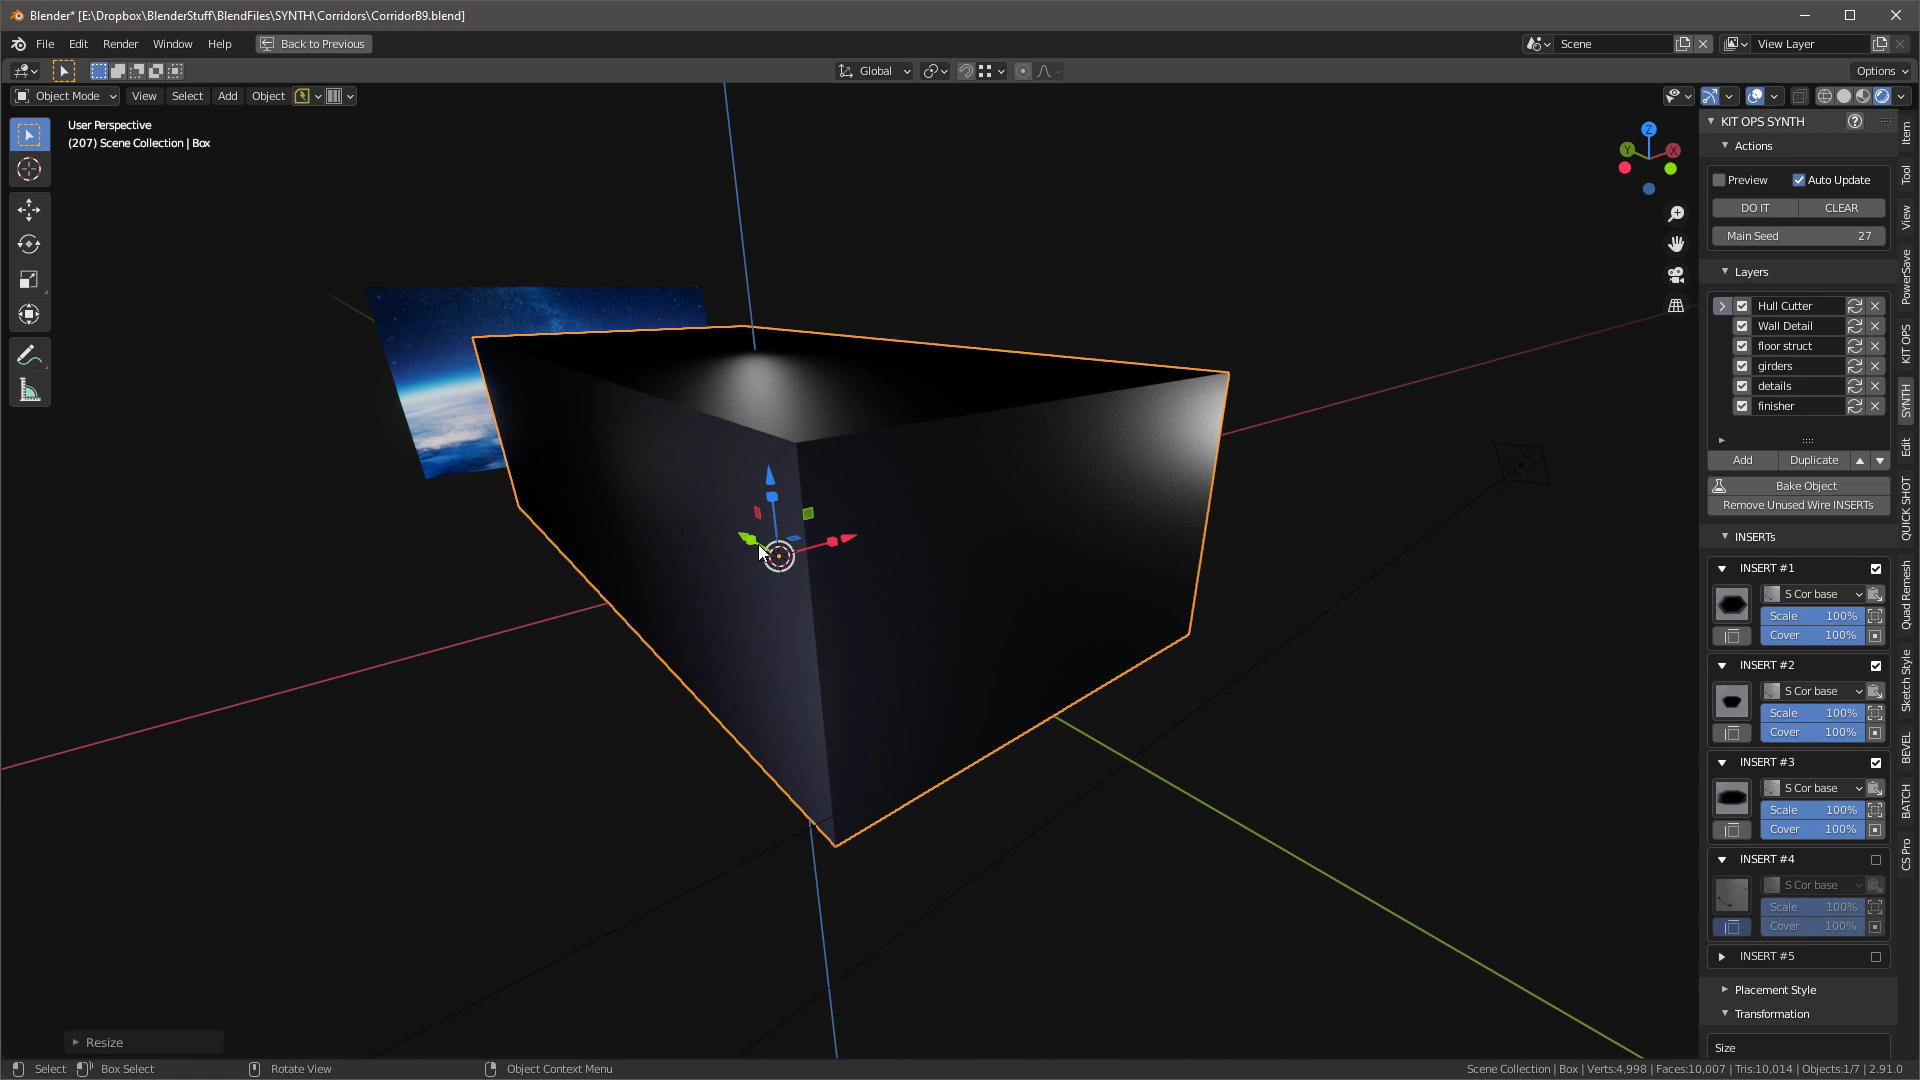 Blender* [E:\Dropbox\BlenderStuff\BlendFiles\SYNTH\Corridors\CorridorB9.blend]
File Edit Render Window Help Back to Previous Scene View Layer
Global Options
Object Mode View Select Add Object
User Perspective
(207) Scene Collection | Box
Z
Y
X
KIT OPS SYNTH
Actions
Preview Auto Update
DO IT CLEAR
Main Seed 27
Layers
Hull Cutter
Wall Detail
floor struct
girders
details
finisher
Add Duplicate
Bake Object
Remove Unused Wire INSERTs
INSERTs
INSERT #1
S Cor base
Scale 100%
Cover 100%
INSERT #2
S Cor base
Scale 100%
Cover 100%
INSERT #3
S Cor base
Scale 100%
Cover 100%
INSERT #4
S Cor base
Scale 100%
Cover 100%
INSERT #5
Placement Style
Transformation
Size
Item
Tool
View
PowerSave
KIT OPS
SYNTH
Edit
QUICK SHOT
Quad Remesh
Sketch Style
BEVEL
BATCH
CS Pro
Resize
Select Box Select Rotate View Object Context Menu Scene Collection | Box | Verts:4,998 | Faces:10,007 | Tris:10,014 | Objects:1/7 | 2.91.0